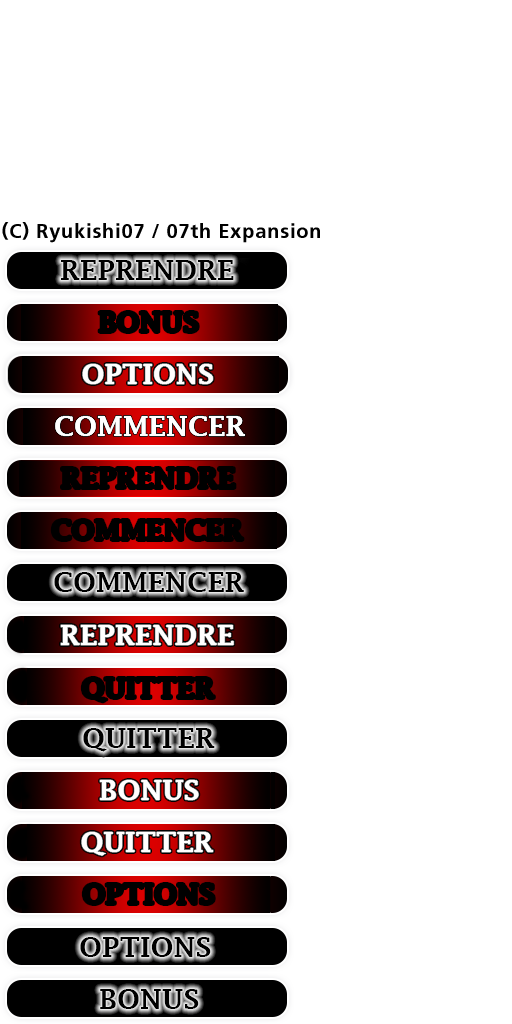 (C) Ryukishi07 / 07th Expansion
REPRENDRE
BONUS
OPTIONS
COMMENCER
REPRENDRE
COMMENCER
COMMENCER
REPRENDRE
QUITTER
QUITTER
BONUS
QUITTER
OPTIONS
OPTIONS
BONUS